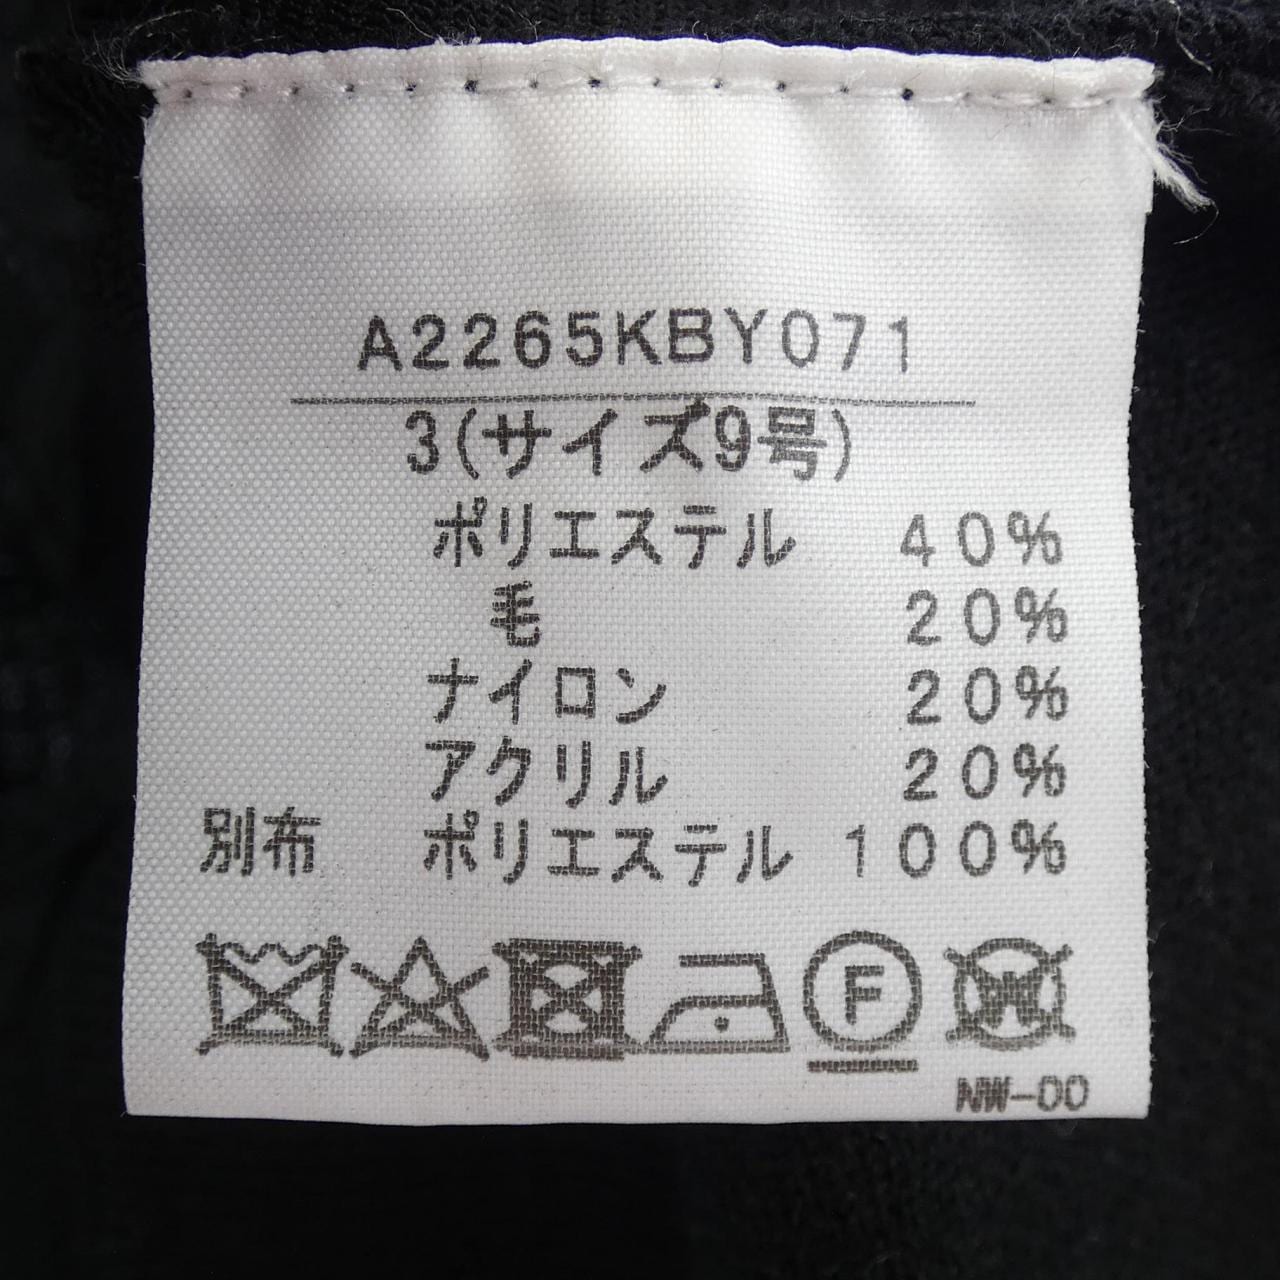 A2265KBY071
3(サイズ9号)
ポリエステル 40%
毛 20%
ナイロン 20%
アクリル 20%
別布 ポリエステル 100%
F W
NW-00